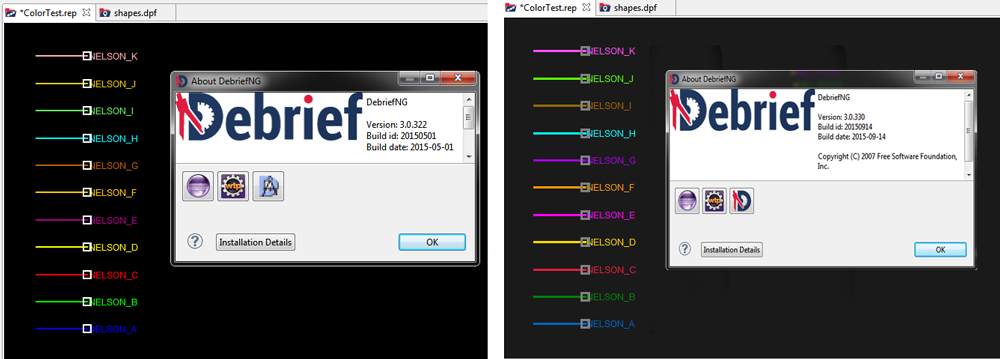 *ColorTest.rep
shapes.dpf
NELSON_K
NELSON_J
NELSON_I
NELSON_H
NELSON_G
NELSON_F
NELSON_E
NELSON_D
NELSON_C
NELSON_B
NELSON_A
About DebriefNG
Debrief
DebriefNG
Version: 3.0.322
Build id: 20150501
Build date: 2015-05-01
wtp
?
Installation Details
OK
*ColorTest.rep
shapes.dpf
NELSON_K
NELSON_J
NELSON_I
NELSON_H
NELSON_G
NELSON_F
NELSON_E
NELSON_D
NELSON_C
NELSON_B
NELSON_A
About DebriefNG
Debrief
DebriefNG
Version: 3.0.330
Build id: 20150914
Build date: 2015-09-14
Copyright (C) 2007 Free Software Foundation,
Inc.
wtp
?
Installation Details
OK